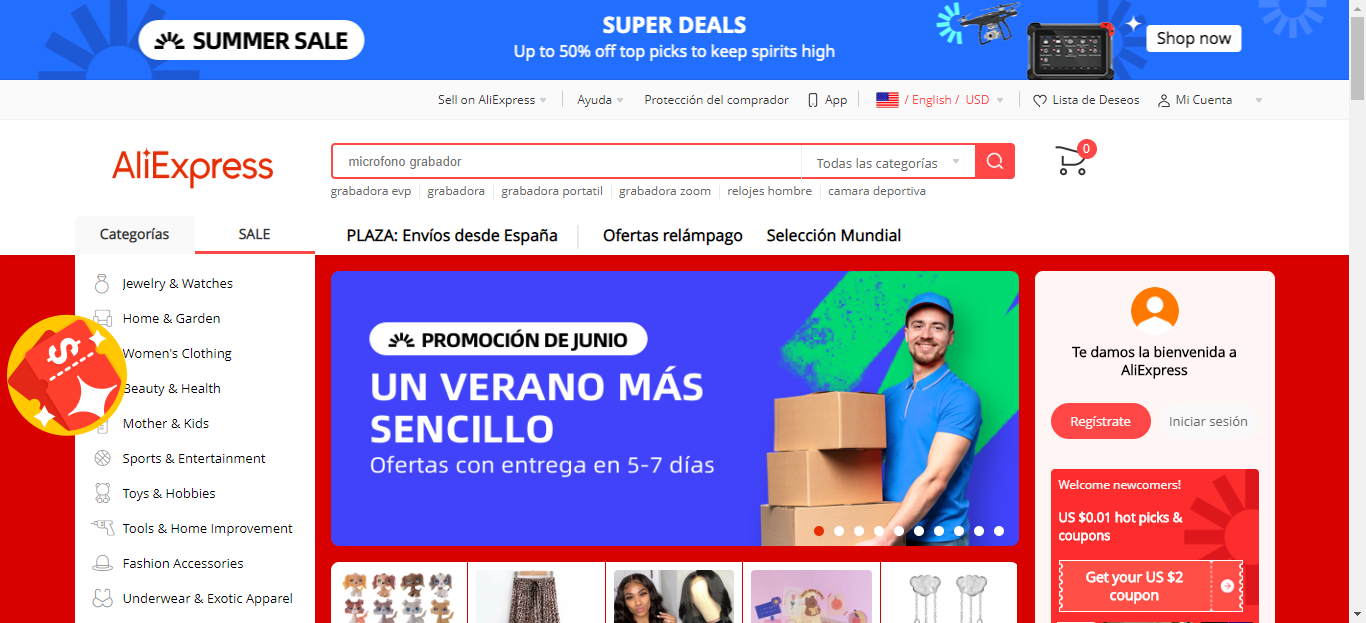 SUMMER SALE
SUPER DEALS
Up to 50% off top picks to keep spirits high
Shop now
Sell on AliExpress
Ayuda
Protección del comprador
App
/ English / USD
Lista de Deseos
Mi Cuenta
AliExpress
microfono grabador
Todas las categorías
0
grabadora evp
grabadora
grabadora portatil
grabadora zoom
relojes hombre
camara deportiva
Categorías
SALE
PLAZA: Envíos desde España
Ofertas relámpago
Selección Mundial
Jewelry & Watches
Home & Garden
Women's Clothing
Beauty & Health
Mother & Kids
Sports & Entertainment
Toys & Hobbies
Tools & Home Improvement
Fashion Accessories
Underwear & Exotic Apparel
$
PROMOCIÓN DE JUNIO
UN VERANO MÁS
SENCILLO
Ofertas con entrega en 5-7 días
Te damos la bienvenida a
AliExpress
Regístrate
Iniciar sesión
Welcome newcomers!
US $0.01 hot picks &
coupons
Get your US $2
coupon